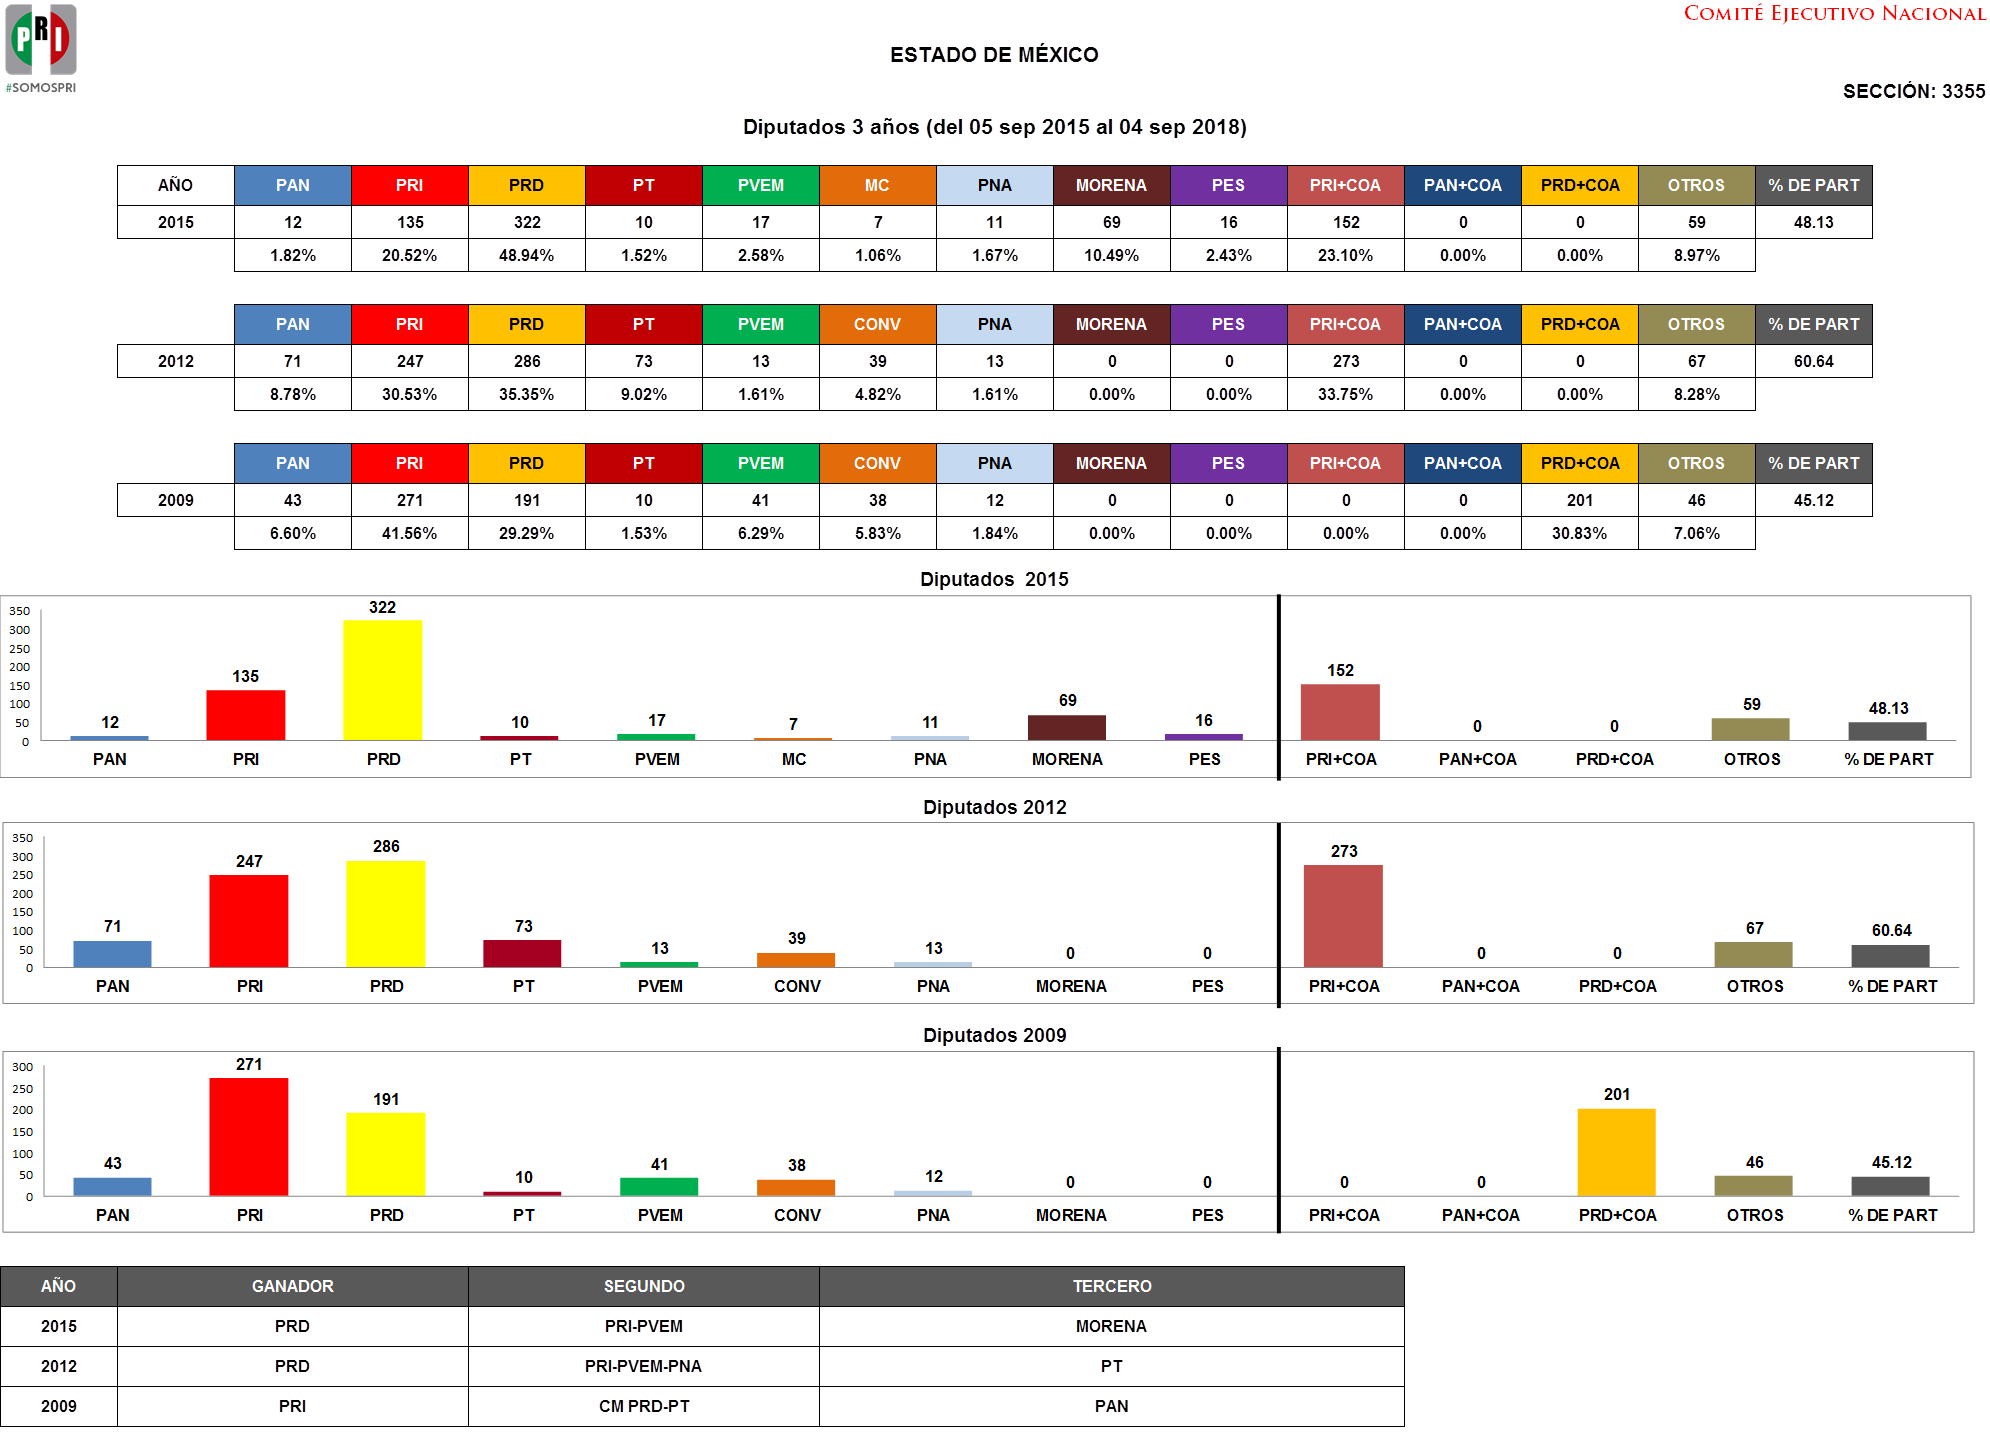 PRI
#SOMOSPRI
COMITÉ EJECUTIVO NACIONAL
ESTADO DE MÉXICO
SECCIÓN: 3355
Diputados 3 años (del 05 sep 2015 al 04 sep 2018)
AÑO PAN PRI PRD PT PVEM MC PNA MORENA PES PRI+COA PAN+COA PRD+COA OTROS % DE PART
2015 12 135 322 10 17 7 11 69 16 152 0 0 59 48.13
1.82% 20.52% 48.94% 1.52% 2.58% 1.06% 1.67% 10.49% 2.43% 23.10% 0.00% 0.00% 8.97%
PAN PRI PRD PT PVEM CONV PNA MORENA PES PRI+COA PAN+COA PRD+COA OTROS % DE PART
2012 71 247 286 73 13 39 13 0 0 273 0 0 67 60.64
8.78% 30.53% 35.35% 9.02% 1.61% 4.82% 1.61% 0.00% 0.00% 33.75% 0.00% 0.00% 8.28%
PAN PRI PRD PT PVEM CONV PNA MORENA PES PRI+COA PAN+COA PRD+COA OTROS % DE PART
2009 43 271 191 10 41 38 12 0 0 0 0 201 46 45.12
6.60% 41.56% 29.29% 1.53% 6.29% 5.83% 1.84% 0.00% 0.00% 0.00% 0.00% 30.83% 7.06%
Diputados 2015
350
300
250
200
150
100
50
0
12 135 322 10 17 7 11 69 16 152 0 0 59 48.13
PAN PRI PRD PT PVEM MC PNA MORENA PES PRI+COA PAN+COA PRD+COA OTROS % DE PART
Diputados 2012
350
300
250
200
150
100
50
0
71 247 286 73 13 39 13 0 0 273 0 0 67 60.64
PAN PRI PRD PT PVEM CONV PNA MORENA PES PRI+COA PAN+COA PRD+COA OTROS % DE PART
Diputados 2009
300
250
200
150
100
50
0
43 271 191 10 41 38 12 0 0 0 0 201 46 45.12
PAN PRI PRD PT PVEM CONV PNA MORENA PES PRI+COA PAN+COA PRD+COA OTROS % DE PART
AÑO GANADOR SEGUNDO TERCERO
2015 PRD PRI-PVEM MORENA
2012 PRD PRI-PVEM-PNA PT
2009 PRI CM PRD-PT PAN